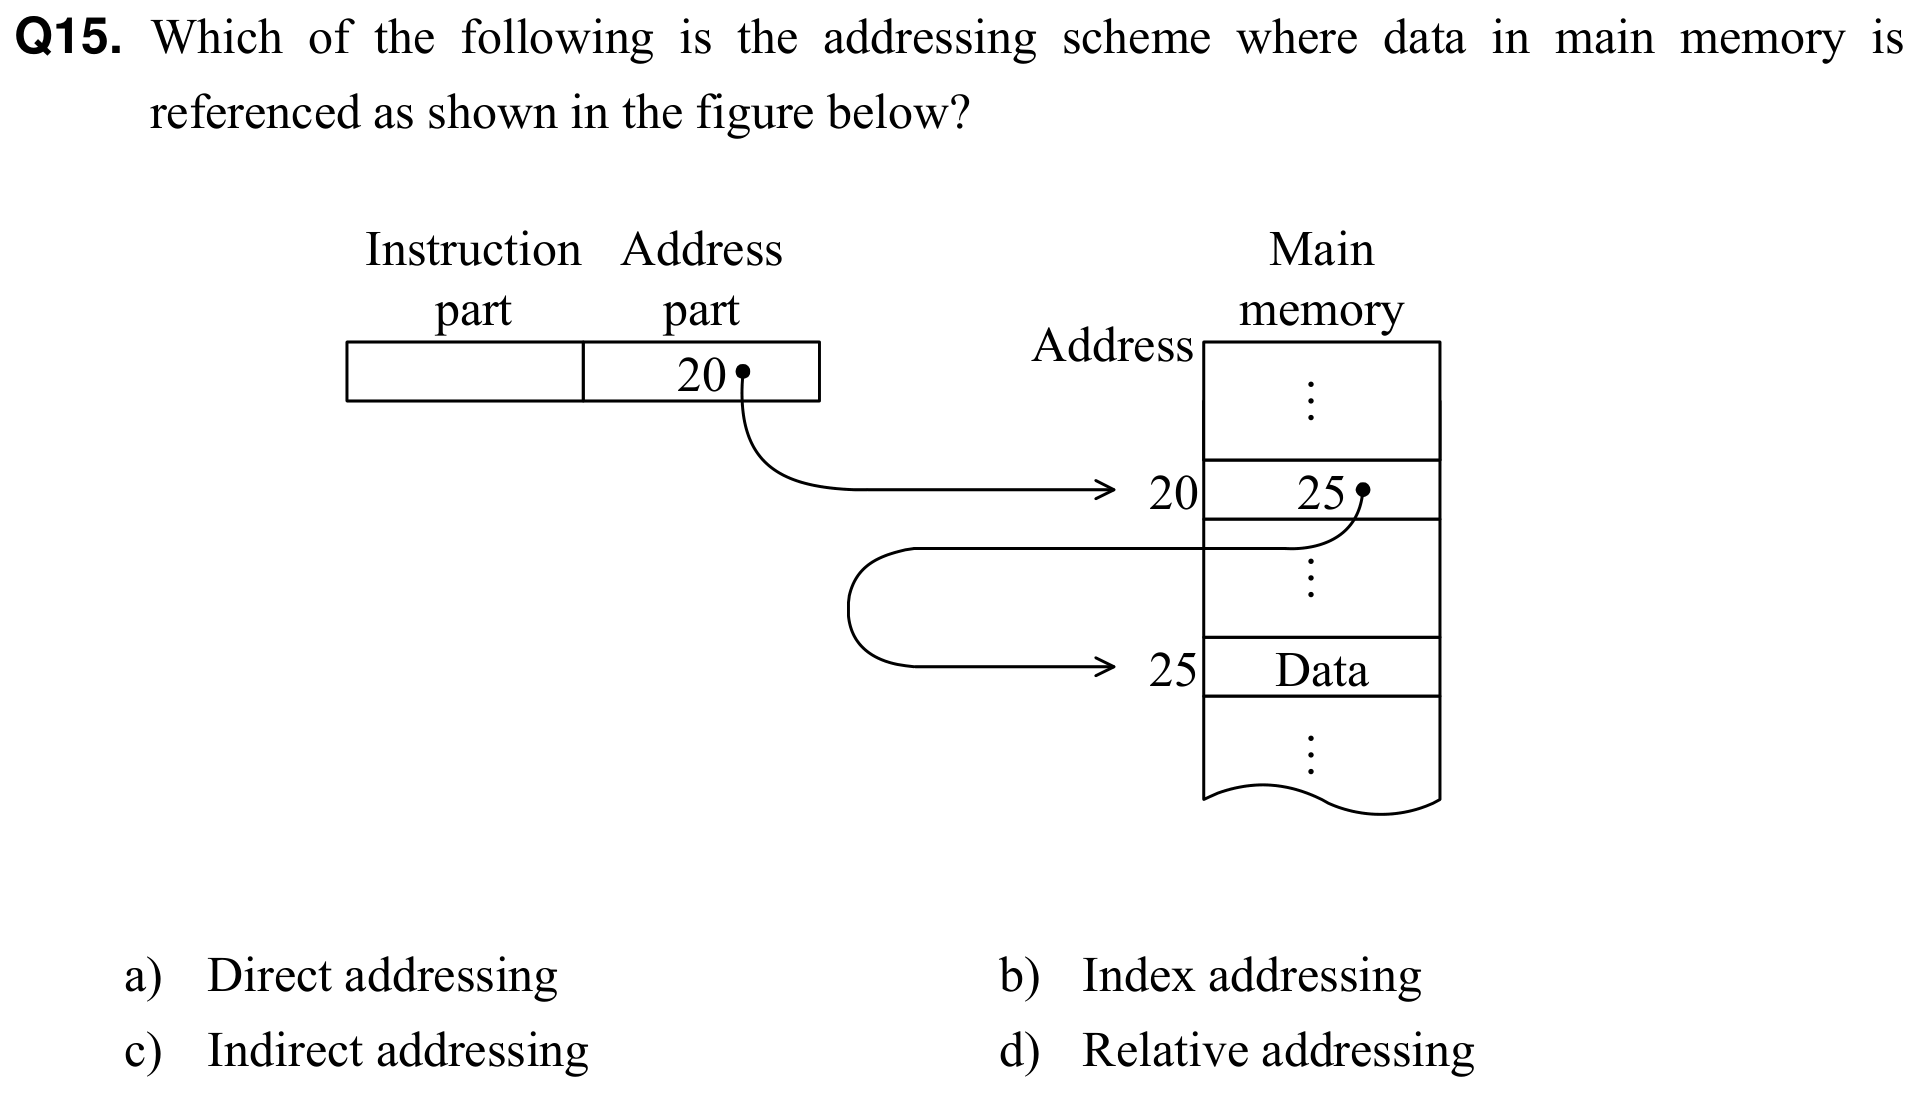 Q15. Which of the following is the addressing scheme where data in main memory is
referenced as shown in the figure below?
Instruction Address Main
part part memory
Address
20
⋮
20 25
⋮
25 Data
⋮
a) Direct addressing b) Index addressing
c) Indirect addressing d) Relative addressing